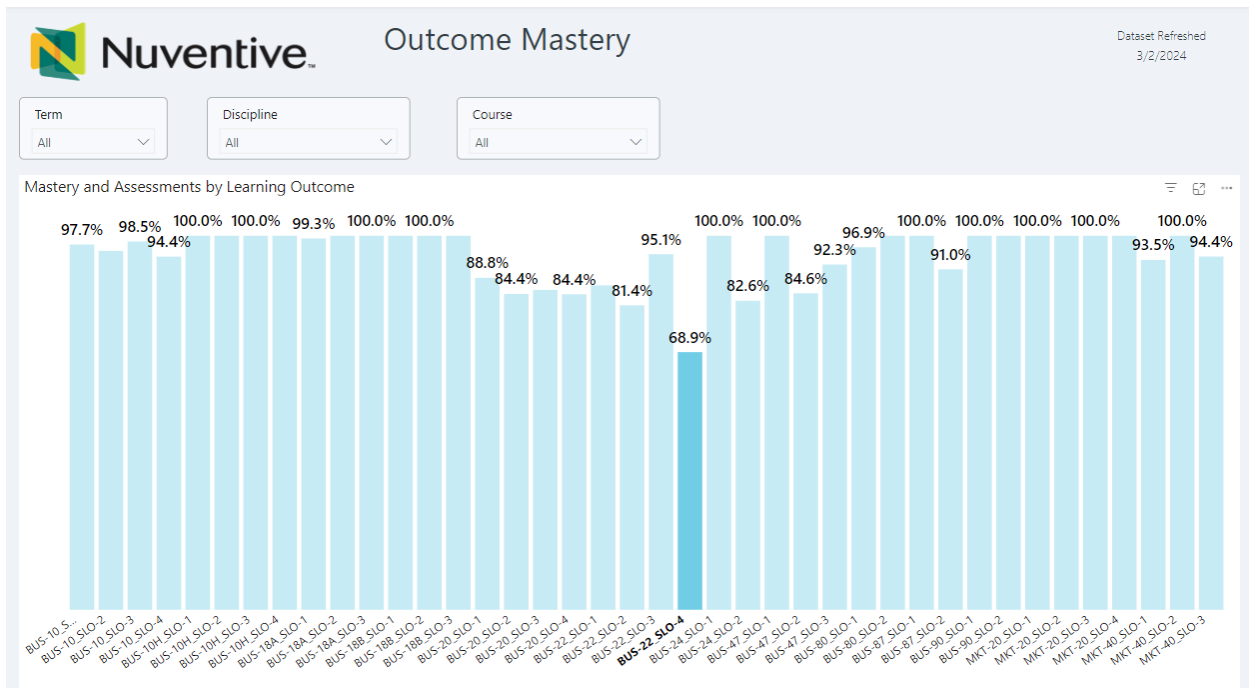 Nuventive™
Outcome Mastery
Dataset Refreshed
3/2/2024
Term
All
Discipline
All
Course
All
Mastery and Assessments by Learning Outcome
97.7%
98.5%
94.4%
100.0%
100.0%
99.3%
100.0%
100.0%
88.8%
84.4%
84.4%
81.4%
95.1%
68.9%
100.0%
82.6%
100.0%
84.6%
92.3%
96.9%
100.0%
91.0%
100.0%
100.0%
100.0%
93.5%
100.0%
94.4%
BUS-10_S...
BUS-10_SLO-2
BUS-10_SLO-3
BUS-10_SLO-4
BUS-10H_SLO-1
BUS-10H_SLO-2
BUS-10H_SLO-3
BUS-10H_SLO-4
BUS-18A_SLO-1
BUS-18A_SLO-2
BUS-18A_SLO-3
BUS-18B_SLO-1
BUS-18B_SLO-2
BUS-18B_SLO-3
BUS-20_SLO-1
BUS-20_SLO-2
BUS-20_SLO-3
BUS-20_SLO-4
BUS-22_SLO-1
BUS-22_SLO-2
BUS-22_SLO-3
BUS-22_SLO-4
BUS-24_SLO-1
BUS-24_SLO-2
BUS-47_SLO-1
BUS-47_SLO-2
BUS-47_SLO-3
BUS-80_SLO-1
BUS-80_SLO-2
BUS-87_SLO-1
BUS-87_SLO-2
BUS-90_SLO-1
BUS-90_SLO-2
MKT-20_SLO-1
MKT-20_SLO-2
MKT-20_SLO-3
MKT-20_SLO-4
MKT-40_SLO-1
MKT-40_SLO-2
MKT-40_SLO-3